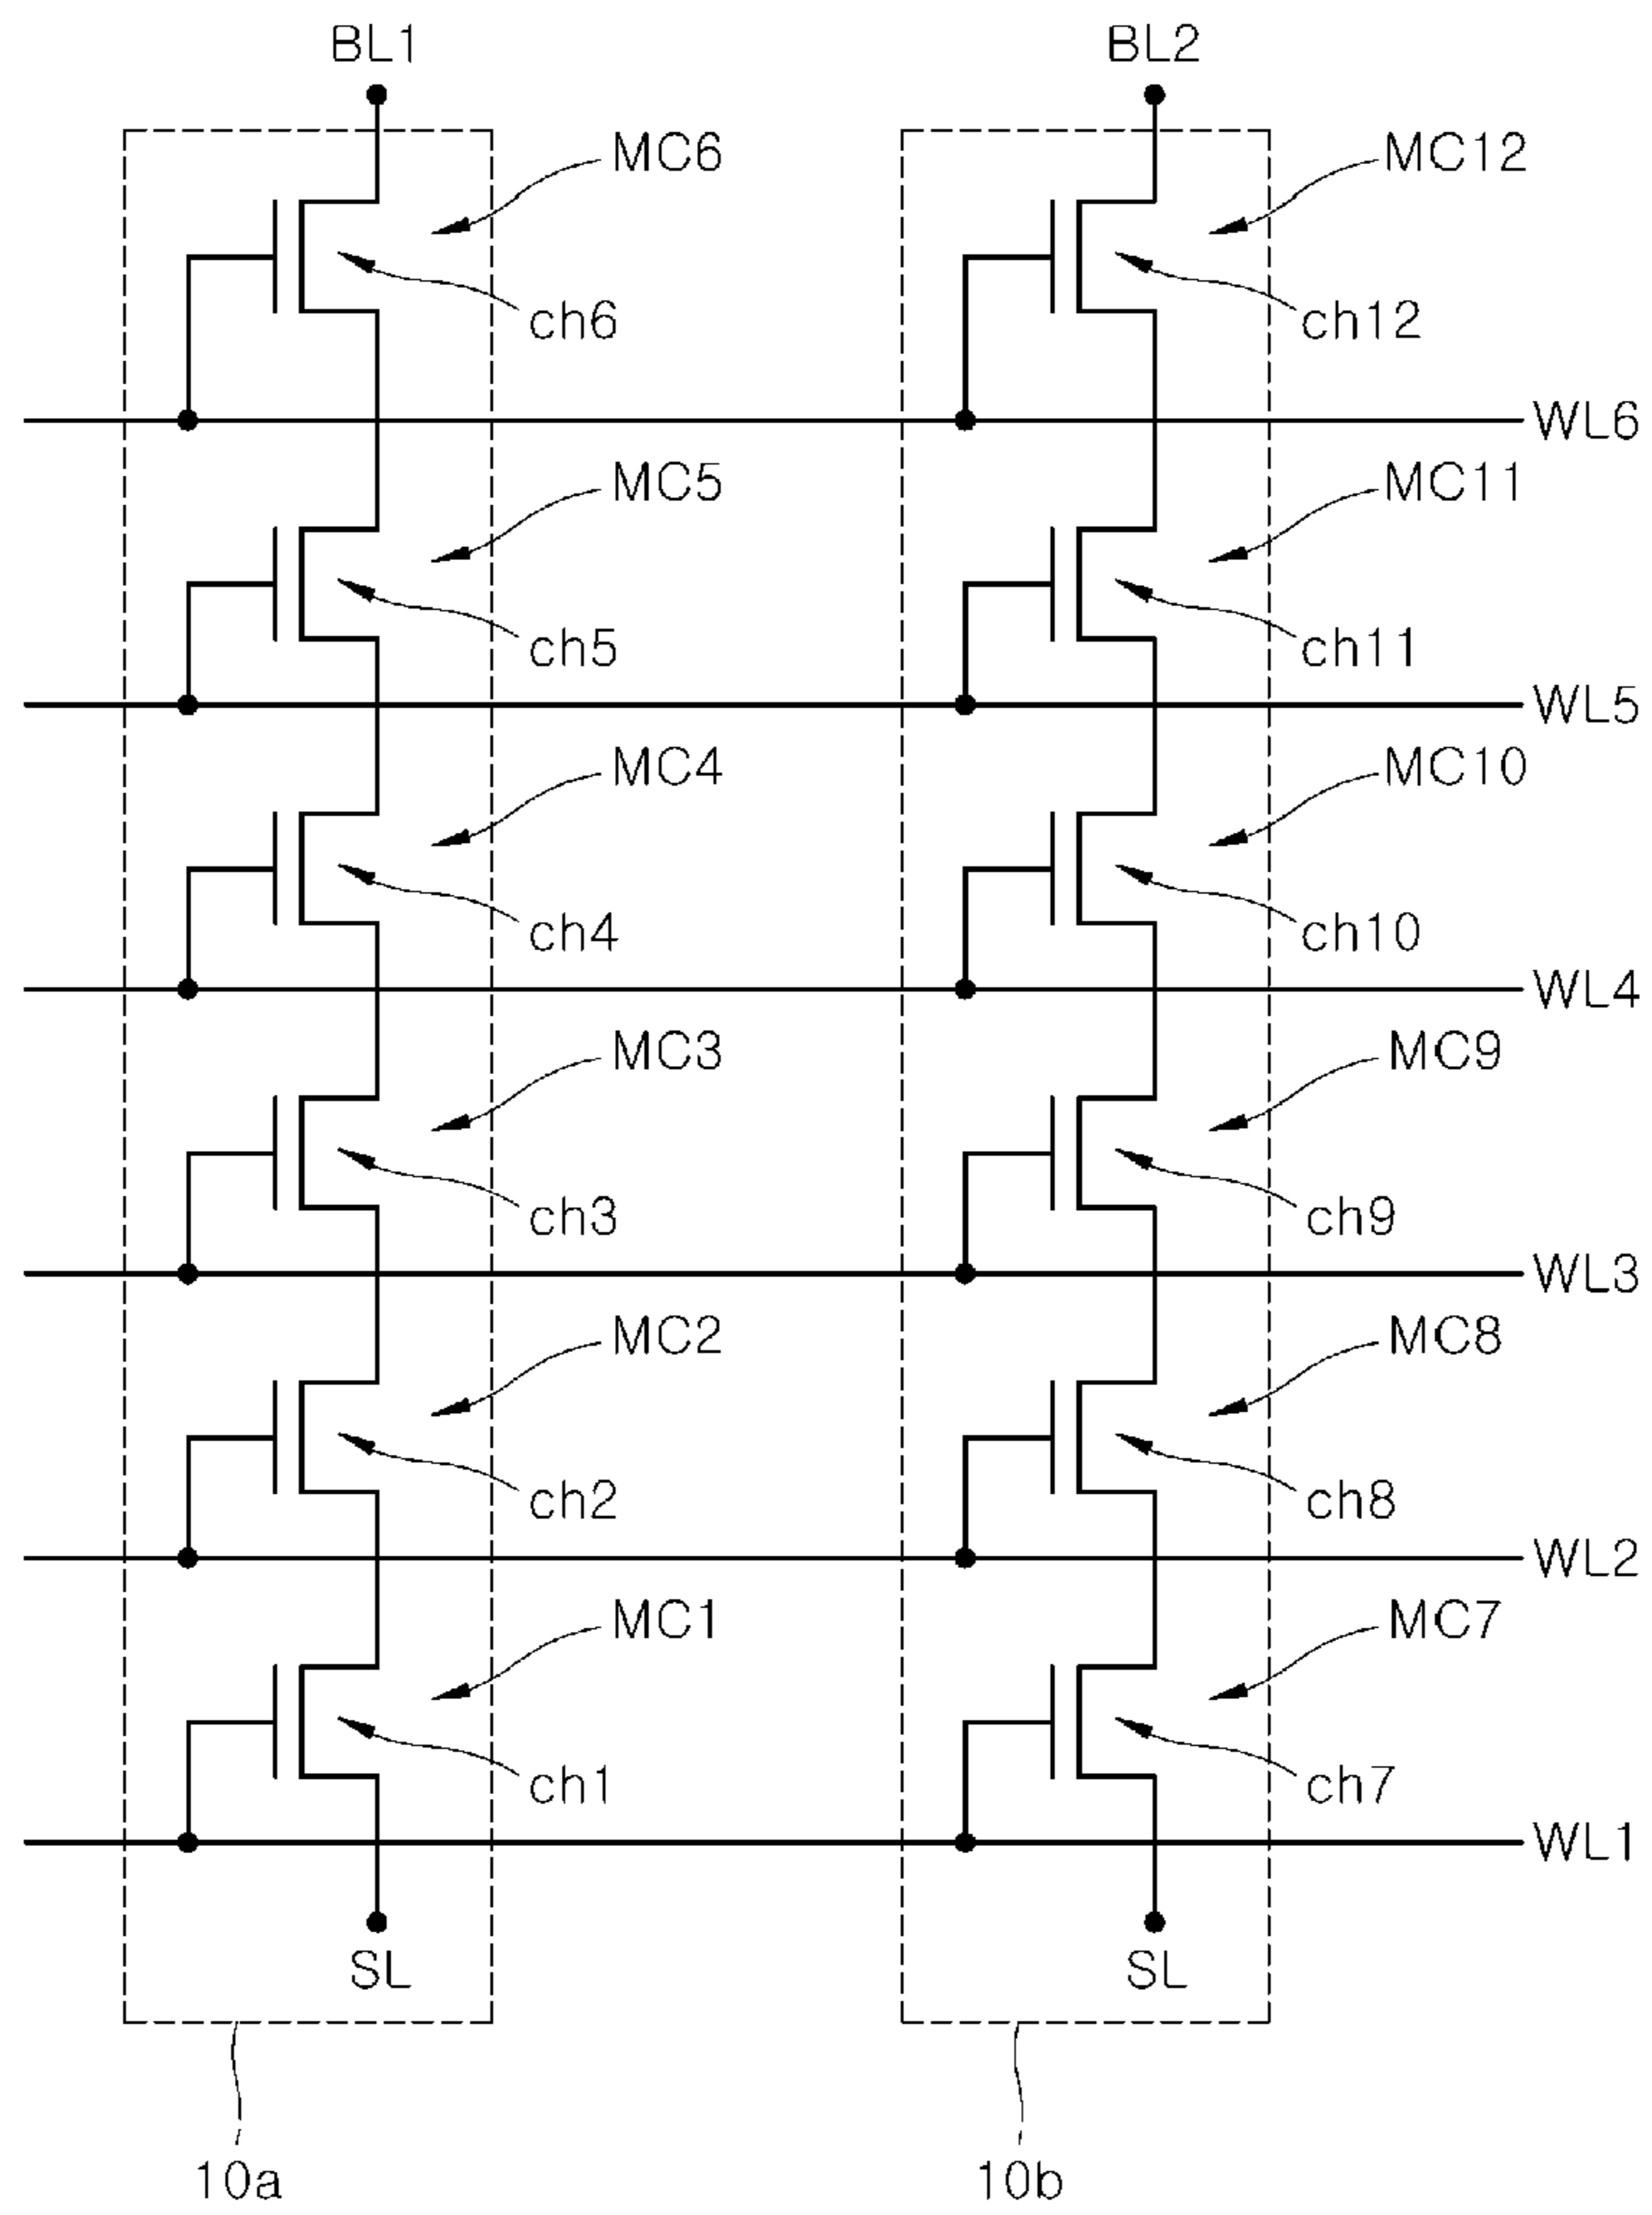 BL1 BL2
MC6 MC12
ch6 ch12
WL6
MC5 MC11
ch5 ch11
WL5
MC4 MC10
ch4 ch10
WL4
MC3 MC9
ch3 ch9
WL3
MC2 MC8
ch2 ch8
WL2
MC1 MC7
ch1 ch7
WL1
SL SL
10a 10b